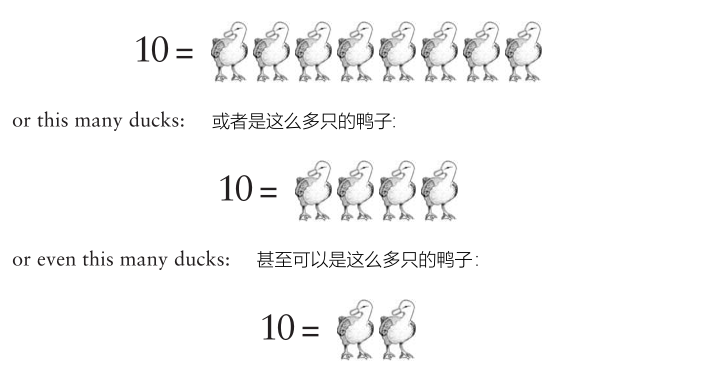 10 =
or this many ducks: 或者是这么多只的鸭子:
10 =
or even this many ducks: 甚至可以是这么多只的鸭子:
10 =